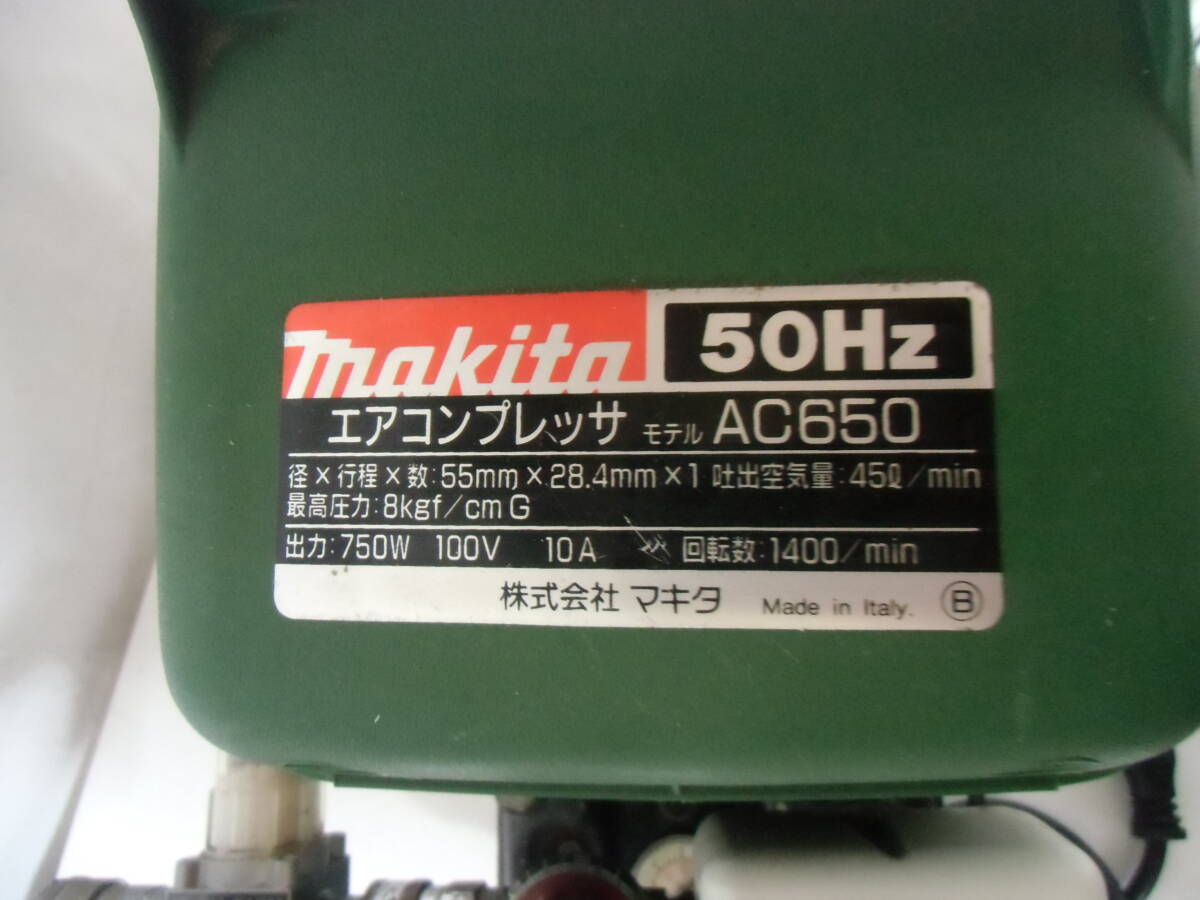 makita 50Hz
エアコンプレッサ モデル AC650
径×行程×数:55mm×28.4mm×1 吐出空気量:45ℓ/min
最高圧力:8kgf/cm G
出力:750W 100V 10A 回転数:1400/min
株式会社 マキタ Made in Italy. Ⓑ